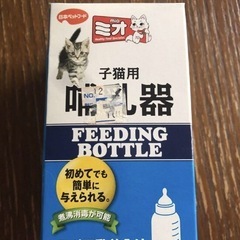 日本ペットフード
ミオ
子猫用
哺乳器
FEEDING
BOTTLE
初めてでも
簡単に
与えられる。
煮沸消毒が可能